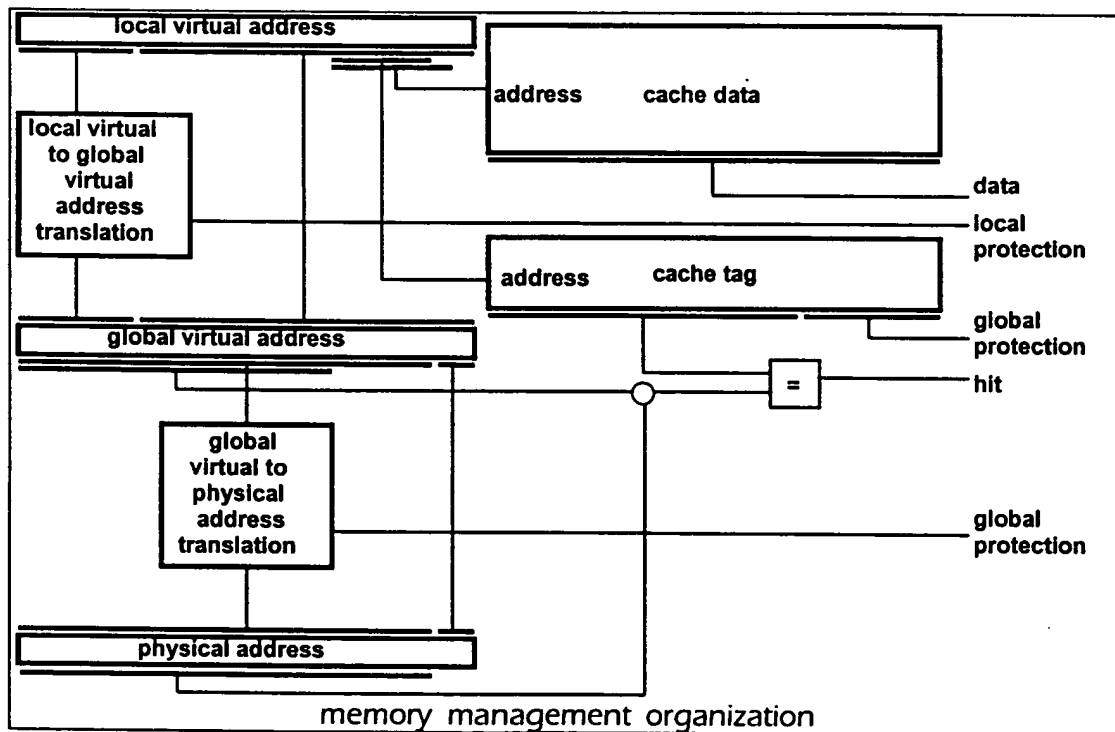 local virtual address
address cache data
local virtual
to global
virtual
address
translation
data
local
protection
address cache tag
global virtual address
global
protection
=
hit
global
virtual to
physical
address
translation
global
protection
physical address
memory management organization